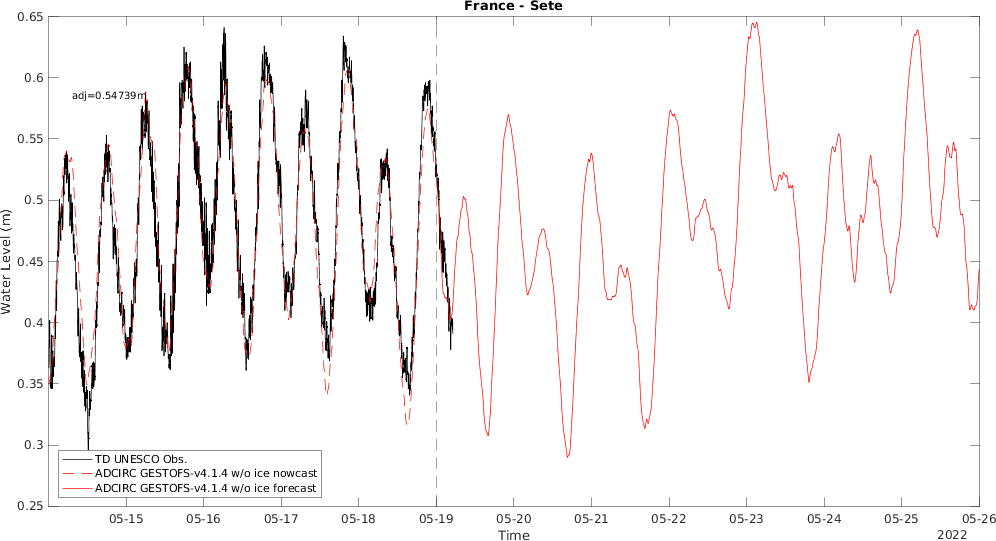 France - Sete
0.65
0.6
0.55
0.5
0.45
0.4
0.35
0.3
0.25
Water Level (m)
adj=0.54739m
TD UNESCO Obs.
ADCIRC GESTOFS-v4.1.4 w/o ice nowcast
ADCIRC GESTOFS-v4.1.4 w/o ice forecast
05-15 05-16 05-17 05-18 05-19 05-20 05-21 05-22 05-23 05-24 05-25 05-26
Time
2022